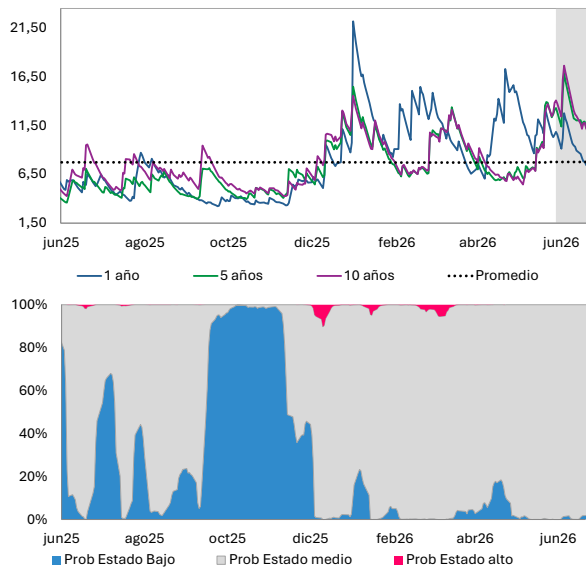 21,50
16,50
11,50
6,50
1,50
jun25 ago25 oct25 dic25 feb26 abr26 jun26
1 año 5 años 10 años Promedio
100%
80%
60%
40%
20%
0%
jun25 ago25 oct25 dic25 feb26 abr26 jun26
Prob Estado Bajo Prob Estado medio Prob Estado alto